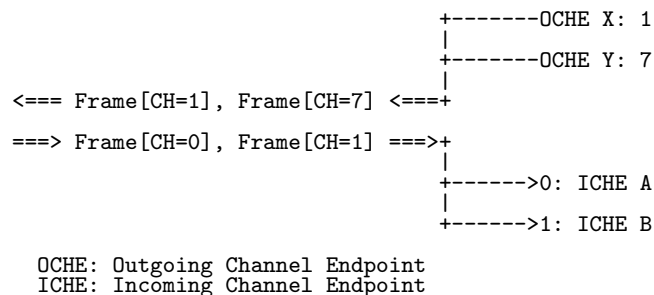 +-------OCHE X: 1
|
+-------OCHE Y: 7
|
<=== Frame[CH=1], Frame[CH=7] <===+
===> Frame[CH=0], Frame[CH=1] ===>+
|
+------>0: ICHE A
|
+------>1: ICHE B
OCHE: Outgoing Channel Endpoint
ICHE: Incoming Channel Endpoint